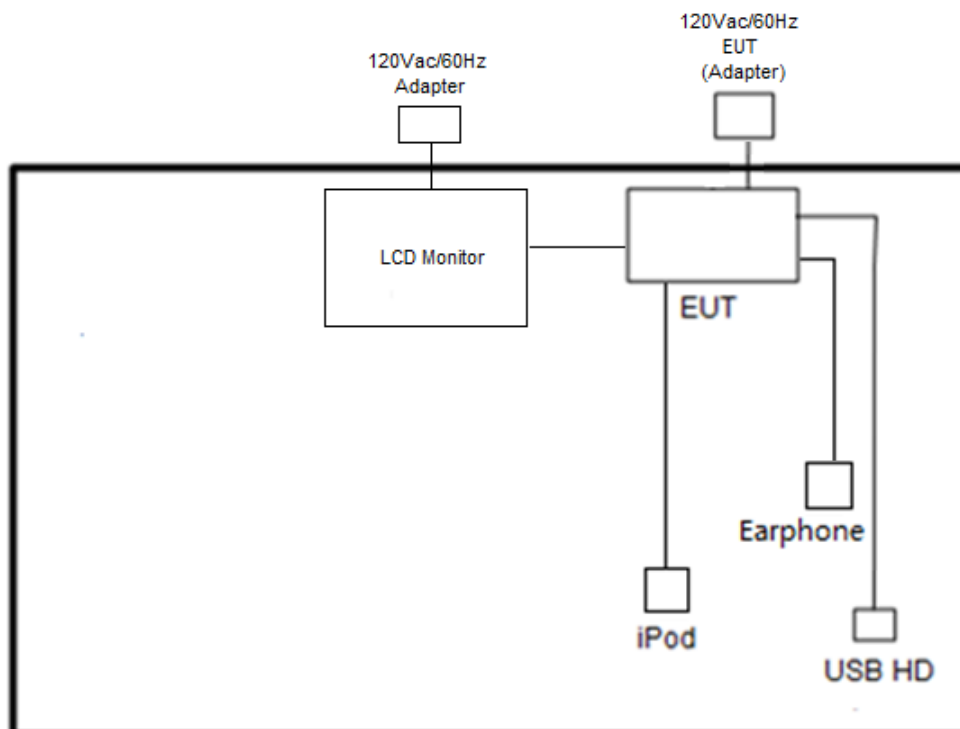 120Vac/60Hz
EUT
(Adapter)
120Vac/60Hz
Adapter
LCD Monitor
EUT
Earphone
iPod
USB HD